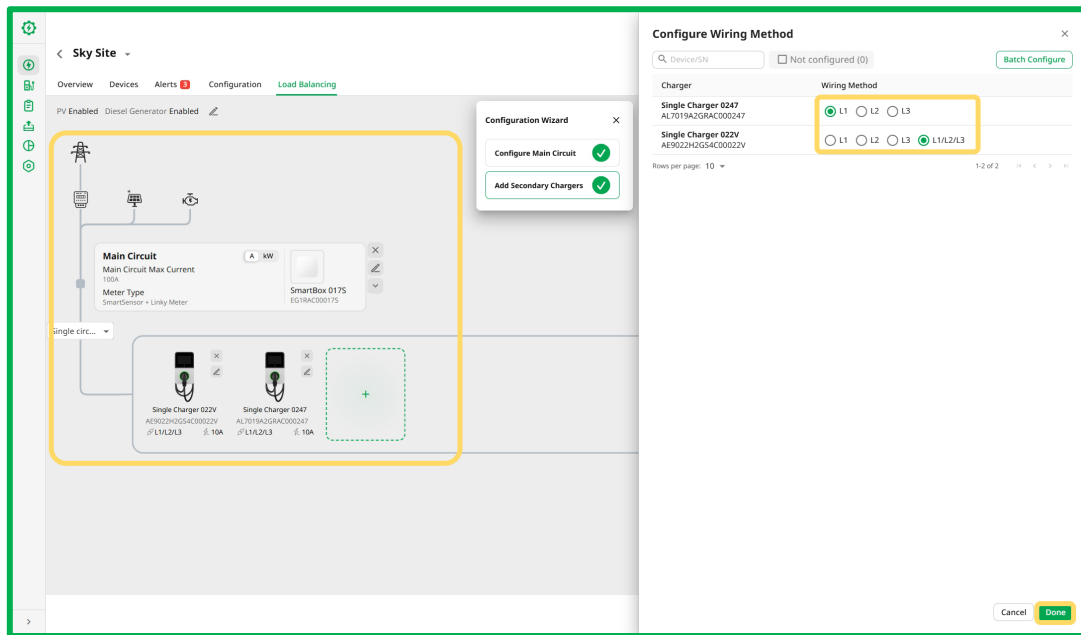 Sky Site
Overview Devices Alerts 3 Configuration Load Balancing
PV Enabled Diesel Generator Enabled
Configuration Wizard
Configure Main Circuit
Add Secondary Chargers
Main Circuit
A kW
Main Circuit Max Current
100A
Meter Type
SmartSensor + Linky Meter
SmartBox 017S
EG1RAC00017S
Single circ...
Single Charger 022V
AE9022H2GS4C00022V
L1/L2/L3 10A
Single Charger 0247
AL7019A2GRAC000247
L1/L2/L3 10A
+
Configure Wiring Method
Device/SN
Not configured (0)
Batch Configure
Charger Wiring Method
Single Charger 0247
AL7019A2GRAC000247
L1 L2 L3
Single Charger 022V
AE9022H2GS4C00022V
L1 L2 L3 L1/L2/L3
Rows per page: 10
1-2 of 2
Cancel Done